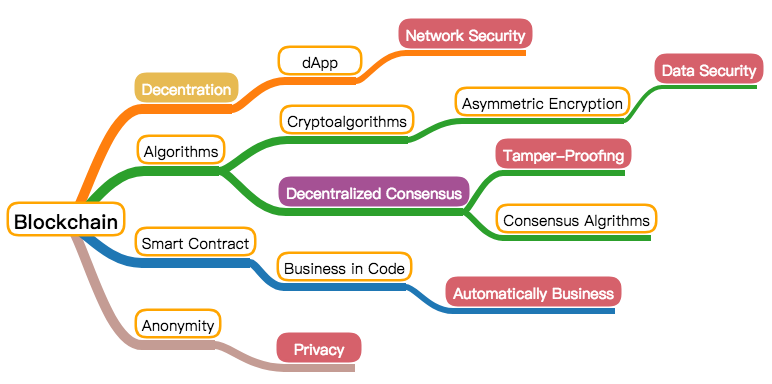 Blockchain
Decentration
dApp
Network Security
Algorithms
Cryptoalgorithms
Asymmetric Encryption
Data Security
Decentralized Consensus
Tamper-Proofing
Consensus Algrithms
Smart Contract
Business in Code
Automatically Business
Anonymity
Privacy